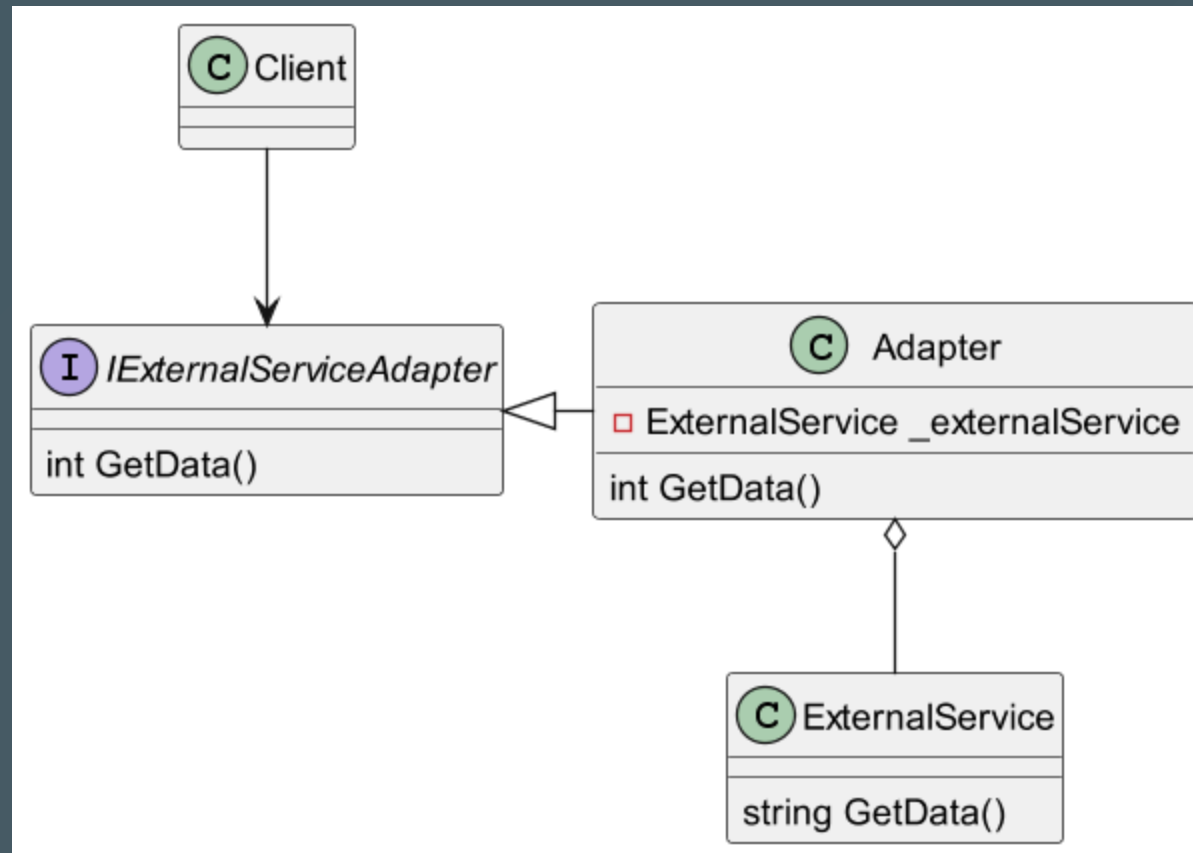 C Client
I IExternalServiceAdapter
int GetData()
C Adapter
ExternalService _externalService
int GetData()
C ExternalService
string GetData()